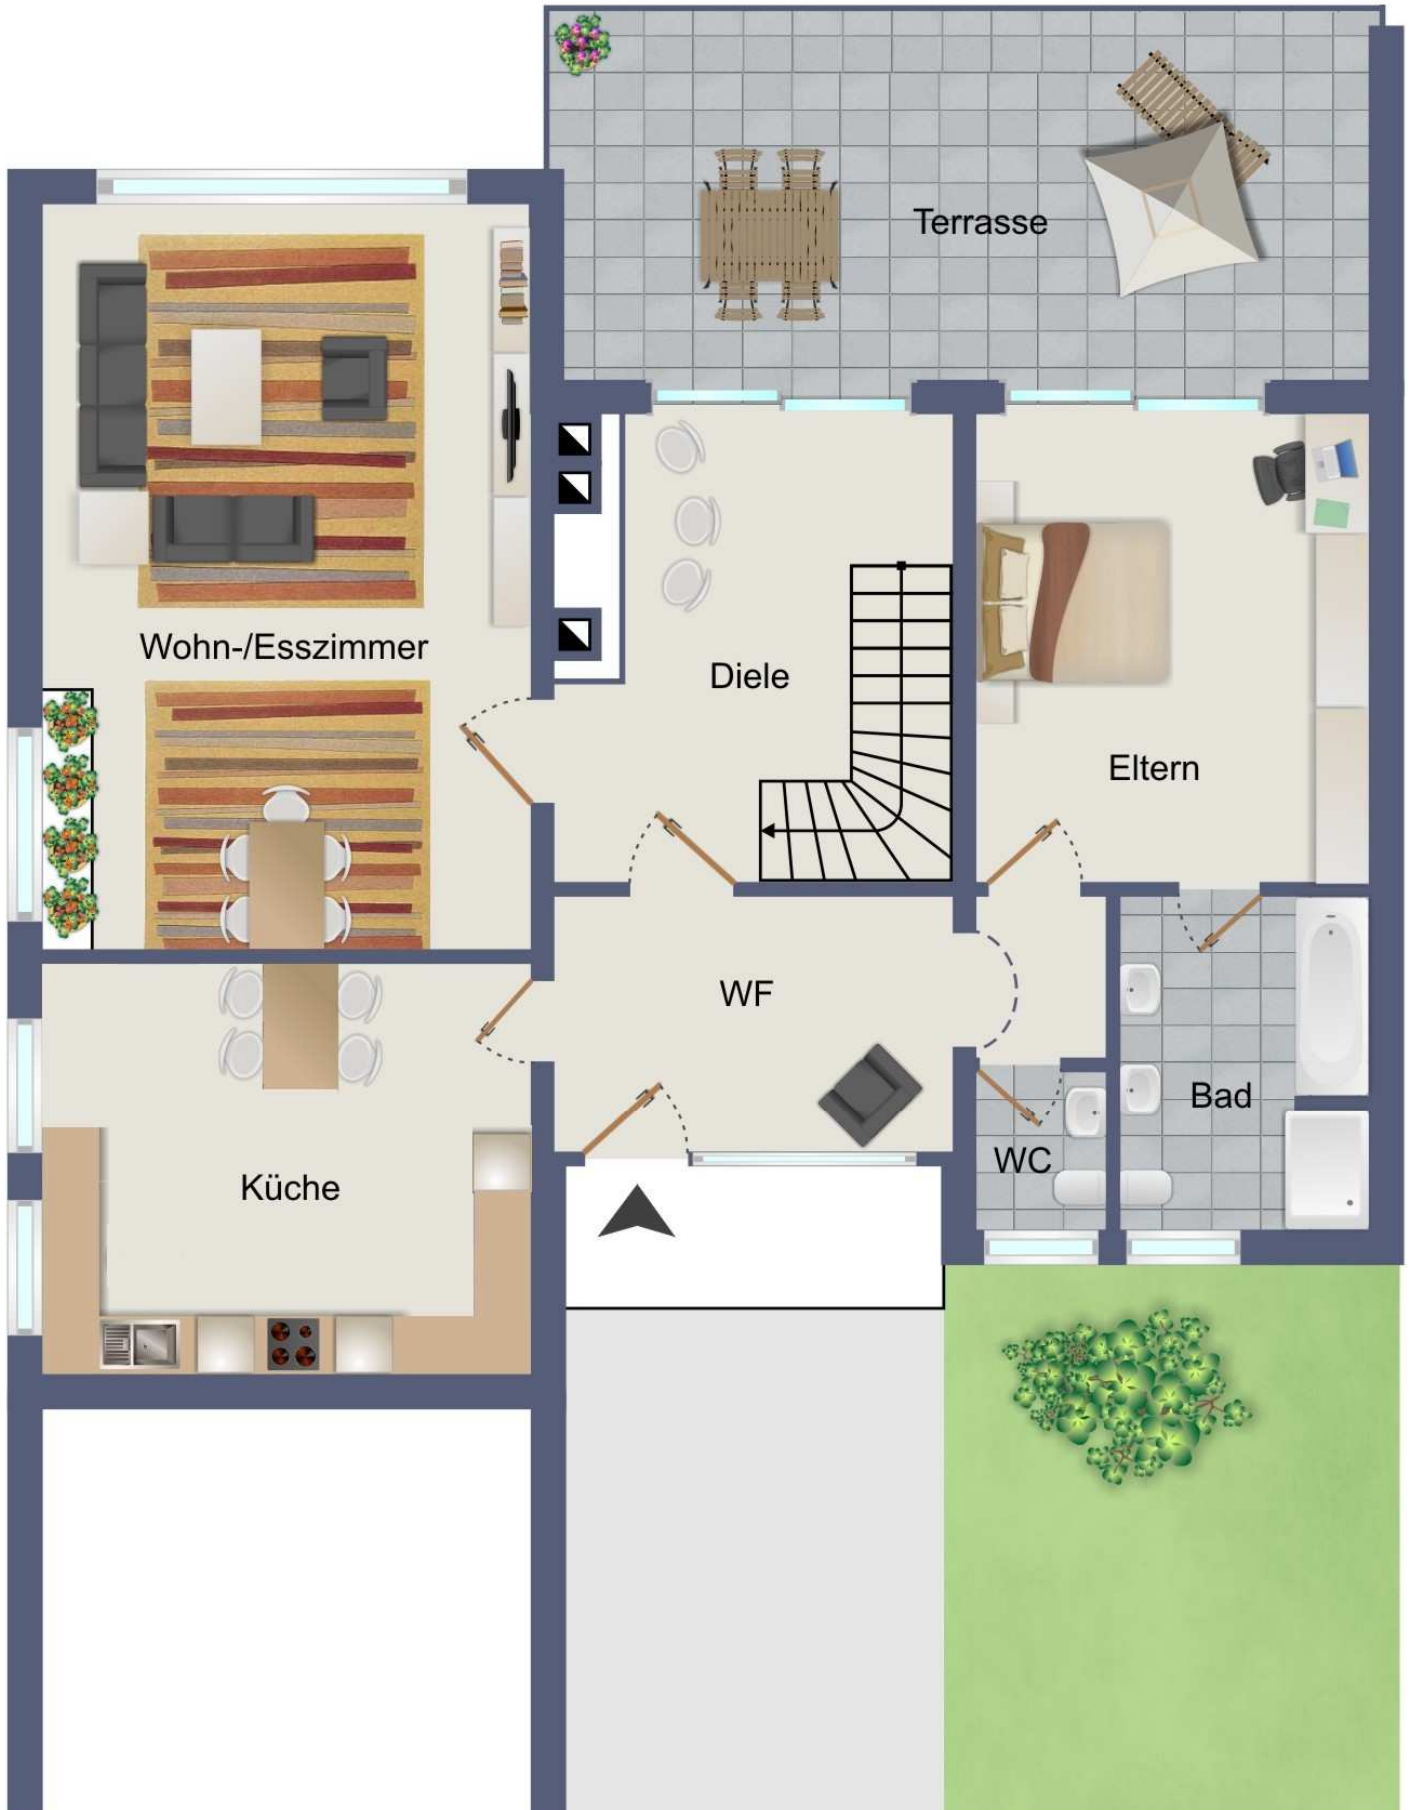 Terrasse
Wohn-/Esszimmer
Diele
Eltern
WF
Bad
WC
Küche